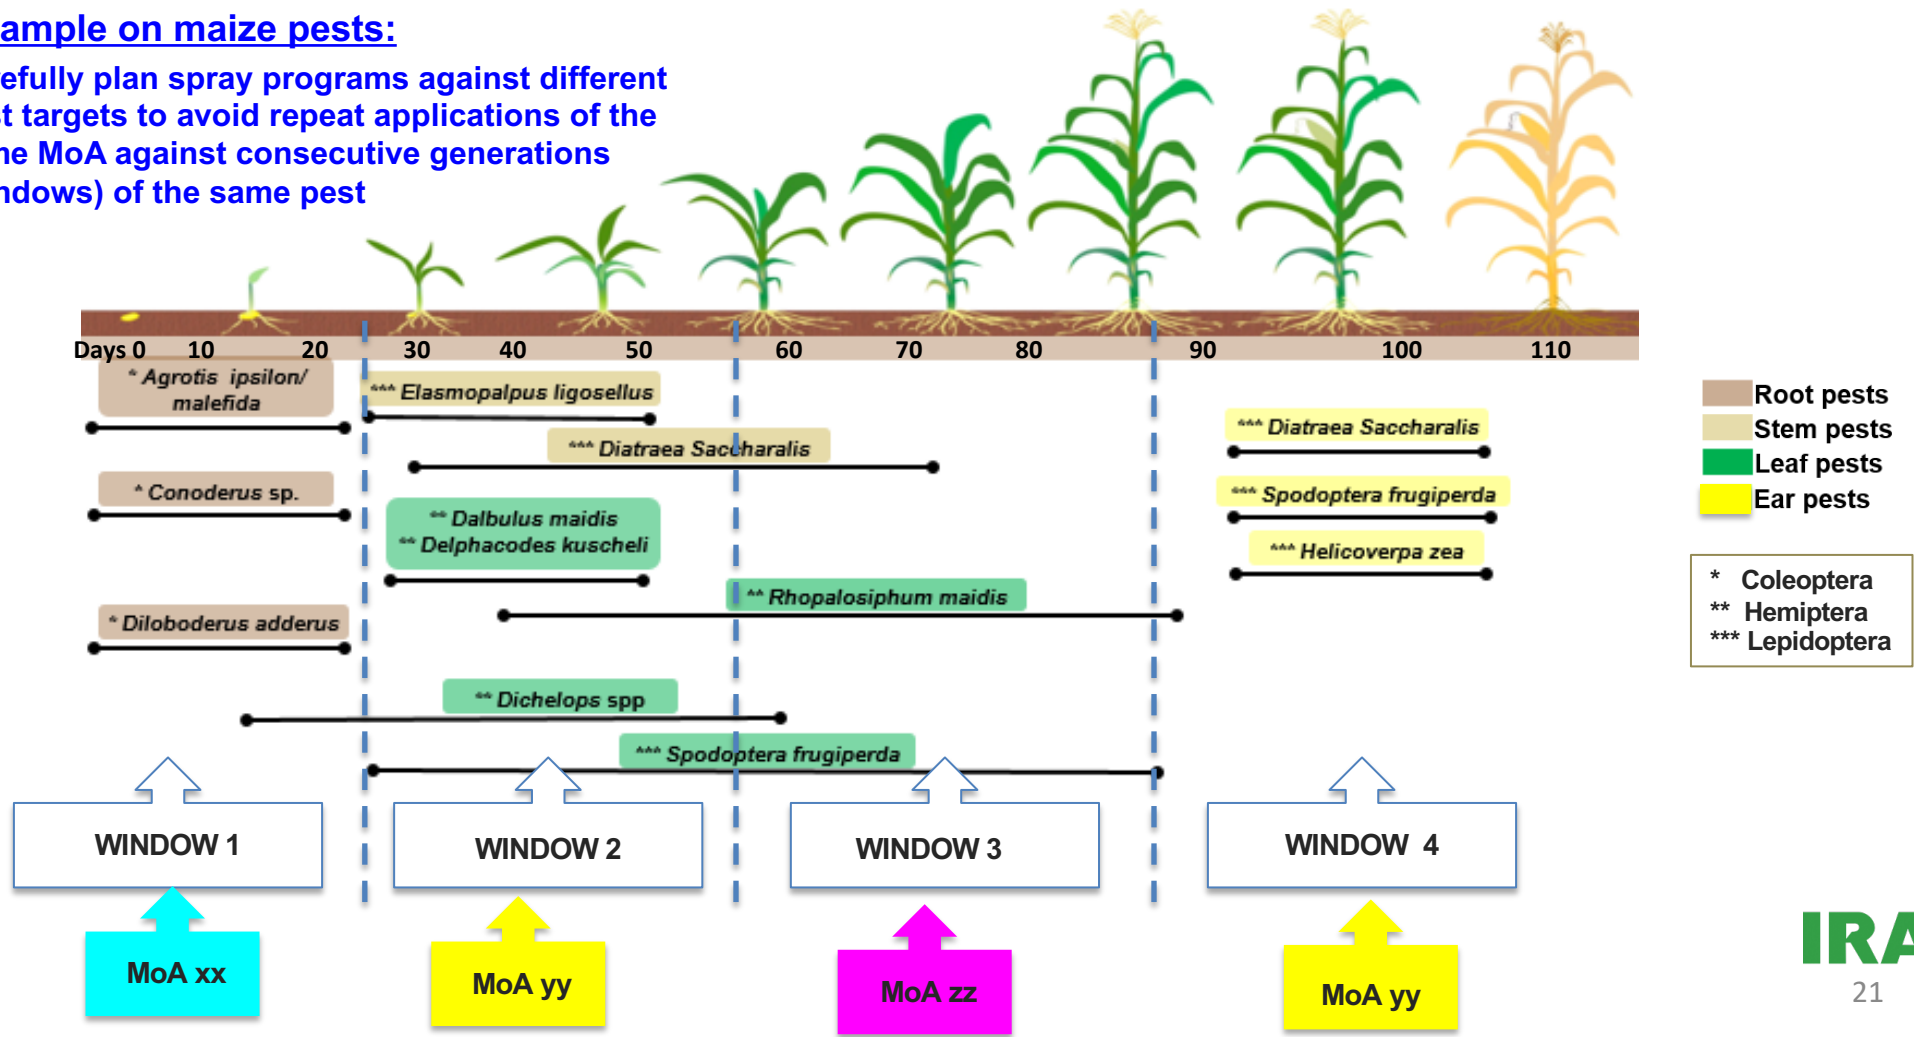 ample on maize pests:
efully plan spray programs against different
st targets to avoid repeat applications of the
ne MoA against consecutive generations
ndows) of the same pest
Days 0 10 20 30 40 50 60 70 80 90 100 110
* Agrotis ipsilon/
malefida
*** Elasmopalpus ligosellus
*** Diatraea Saccharalis
*** Diatraea Saccharalis
* Conoderus sp.
** Dalbulus maidis
** Delphacodes kuscheli
*** Spodoptera frugiperda
*** Helicoverpa zea
** Rhopalosiphum maidis
* Diloboderus adderus
** Dichelops spp
*** Spodoptera frugiperda
Root pests
Stem pests
Leaf pests
Ear pests
* Coleoptera
** Hemiptera
*** Lepidoptera
WINDOW 1
WINDOW 2
WINDOW 3
WINDOW 4
MoA xx
MoA yy
MoA zz
MoA yy
IRA
21